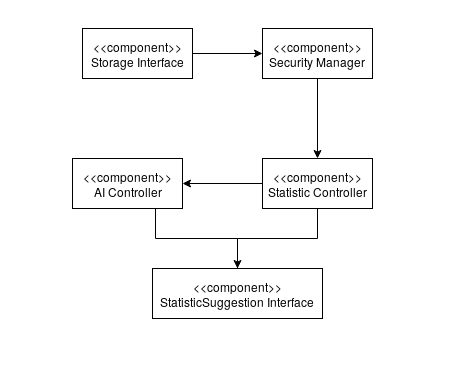 <<component>>
Storage Interface
<<component>>
Security Manager
<<component>>
AI Controller
<<component>>
Statistic Controller
<<component>>
StatisticSuggestion Interface